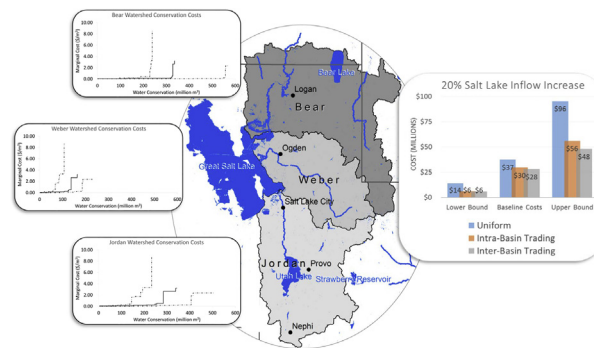 Bear Watershed Conservation Costs
Marginal Cost ($/m³)
10.00
8.00
6.00
4.00
2.00
0.00
0 100 200 300 400 500 600
Water Conservation (million m³)
Weber Watershed Conservation Costs
Marginal Cost ($/m³)
10.00
8.00
6.00
4.00
2.00
0.00
0 100 200 300 400 500 600
Water Conservation (million m³)
Jordan Watershed Conservation Costs
Marginal Cost ($/m³)
10.00
8.00
6.00
4.00
2.00
0.00
0 100 200 300 400 500 600
Water Conservation (million m³)
Bear Lake
Logan
Bear
Ogden
Great Salt Lake
Weber
Salt Lake City
Jordan
Provo
Utah Lake
Strawberry Reservoir
Nephi
20% Salt Lake Inflow Increase
COST (MILLIONS)
$100
$75
$50
$25
$0
$14 $6 $6
$37 $30 $28
$96 $56 $48
Lower Bound Baseline Costs Upper Bound
Uniform
Intra-Basin Trading
Inter-Basin Trading